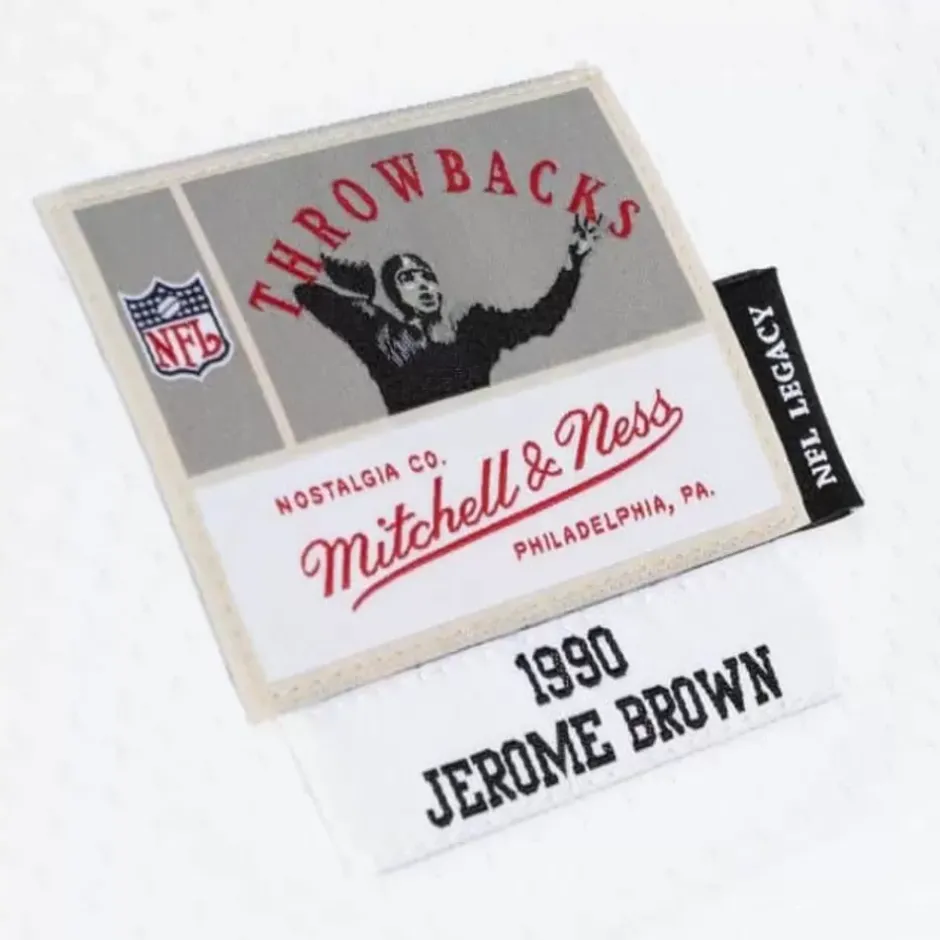 THROWBACKS
NFL
NOSTALGIA CO.
Mitchell & Ness
PHILADELPHIA, PA.
NFL LEGACY
1990
JEROME BROWN